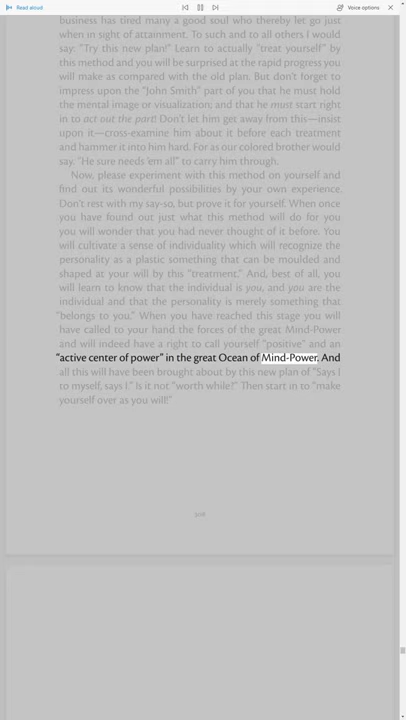 Read aloud
Voice options
business has tired many a good soul who thereby let go just
when in sight of attainment. To such and to all others I would
say: "Try this new plan!" Learn to actually "treat yourself" by
this method and you will be surprised at the rapid progress you
will make as compared with the old plan. But don't forget to
impress upon the "John Smith" part of you that he must hold
the mental image or visualization; and that he must start right
in to act out the part! Don't let him get away from this—insist
upon it—cross-examine him about it before each treatment
and hammer it into him hard. For as our colored brother would
say. "He sure needs 'em all" to carry him through.
Now, please experiment with this method on yourself and
find out its wonderful possibilities by your own experience.
Don't rest with my say-so, but prove it for yourself. When once
you have found out just what this method will do for you
you will wonder that you had never thought of it before. You
will cultivate a sense of individuality which will recognize the
personality as a plastic something that can be moulded and
shaped at your will by this "treatment." And, best of all, you
will learn to know that the individual is you, and you are the
individual and that the personality is merely something that
"belongs to you." When you have reached this stage you will
have called to your hand the forces of the great Mind-Power
and will indeed have a right to call yourself "positive" and an
"active center of power" in the great Ocean of Mind-Power. And
all this will have been brought about by this new plan of "Says I
to myself, says I." Is it not "worth while?" Then start in to "make
yourself over as you will!"